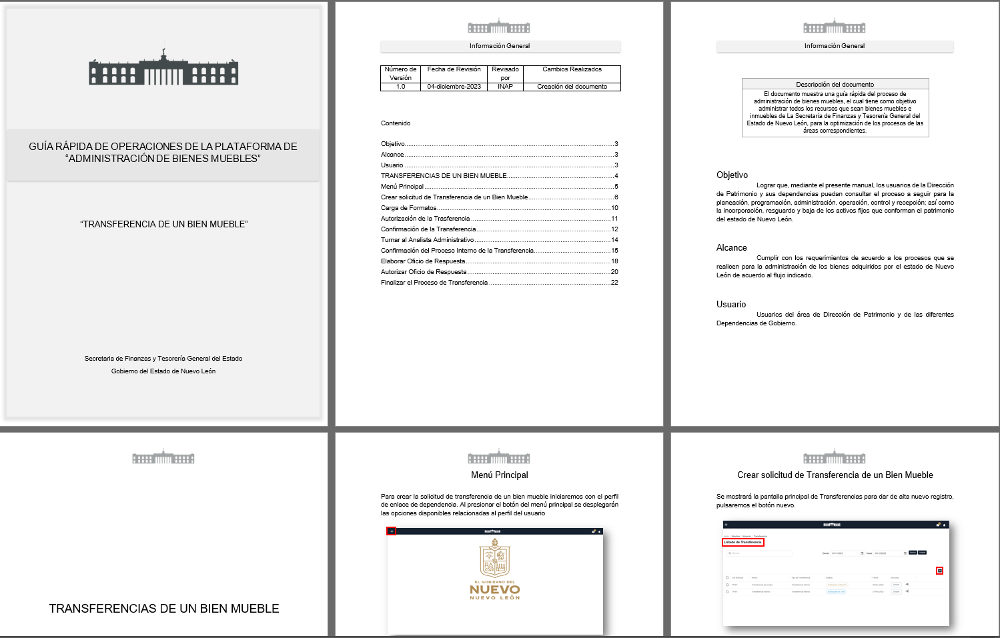 GUÍA RÁPIDA DE OPERACIONES DE LA PLATAFORMA DE
“ADMINISTRACIÓN DE BIENES MUEBLES”
“TRANSFERENCIA DE UN BIEN MUEBLE”
Secretaria de Finanzas y Tesorería General del Estado
Gobierno del Estado de Nuevo León
Información General
Número de Versión Fecha de Revisión Revisado por Cambios Realizados
1.0 04-diciembre-2023 INAP Creación del documento
Contenido
Objetivo 3
Alcance 3
Usuario 3
TRANSFERENCIAS DE UN BIEN MUEBLE 4
Menú Principal 5
Crear solicitud de Transferencia de un Bien Mueble 6
Carga de Formatos 10
Autorización de la Trasferencia 11
Confirmación de la Transferencia 12
Turnar al Analista Administrativo 14
Confirmación del Proceso Interno de la Transferencia 15
Elaborar Oficio de Respuesta 18
Autorizar Oficio de Respuesta 20
Finalizar el Proceso de Transferencia 22
Información General
Descripción del documento
El documento muestra una guía rápida del proceso de
administración de bienes muebles, el cual tiene como objetivo
administrar todos los recursos que sean bienes muebles e
inmuebles de La Secretaría de Finanzas y Tesorería General del
Estado de Nuevo León, para la optimización de los procesos de las
áreas correspondientes.
Objetivo
Lograr que, mediante el presente manual, los usuarios de la Dirección
de Patrimonio y sus dependencias puedan consultar el proceso a seguir para la
planeación, programación, administración, operación, control y recepción; así como
la incorporación, resguardo y baja de los activos fijos que conforman el patrimonio
del estado de Nuevo León.
Alcance
Cumplir con los requerimientos de acuerdo a los procesos que se
realicen para la administración de los bienes adquiridos por el estado de Nuevo
León de acuerdo al flujo indicado.
Usuario
Usuarios del área de Dirección de Patrimonio y de las diferentes
Dependencias de Gobierno.
TRANSFERENCIAS DE UN BIEN MUEBLE
Menú Principal
Para crear la solicitud de transferencia de un bien mueble iniciaremos con el perfil
de enlace de dependencia. Al presionar el botón del menú principal se desplegarán
las opciones disponibles relacionadas al perfil del usuario
EL GOBIERNO DEL
NUEVO
NUEVO LEÓN
Crear solicitud de Transferencia de un Bien Mueble
Se mostrará la pantalla principal de Transferencias para dar de alta nuevo registro,
pulsaremos el botón nuevo.
Listado de Transferencia